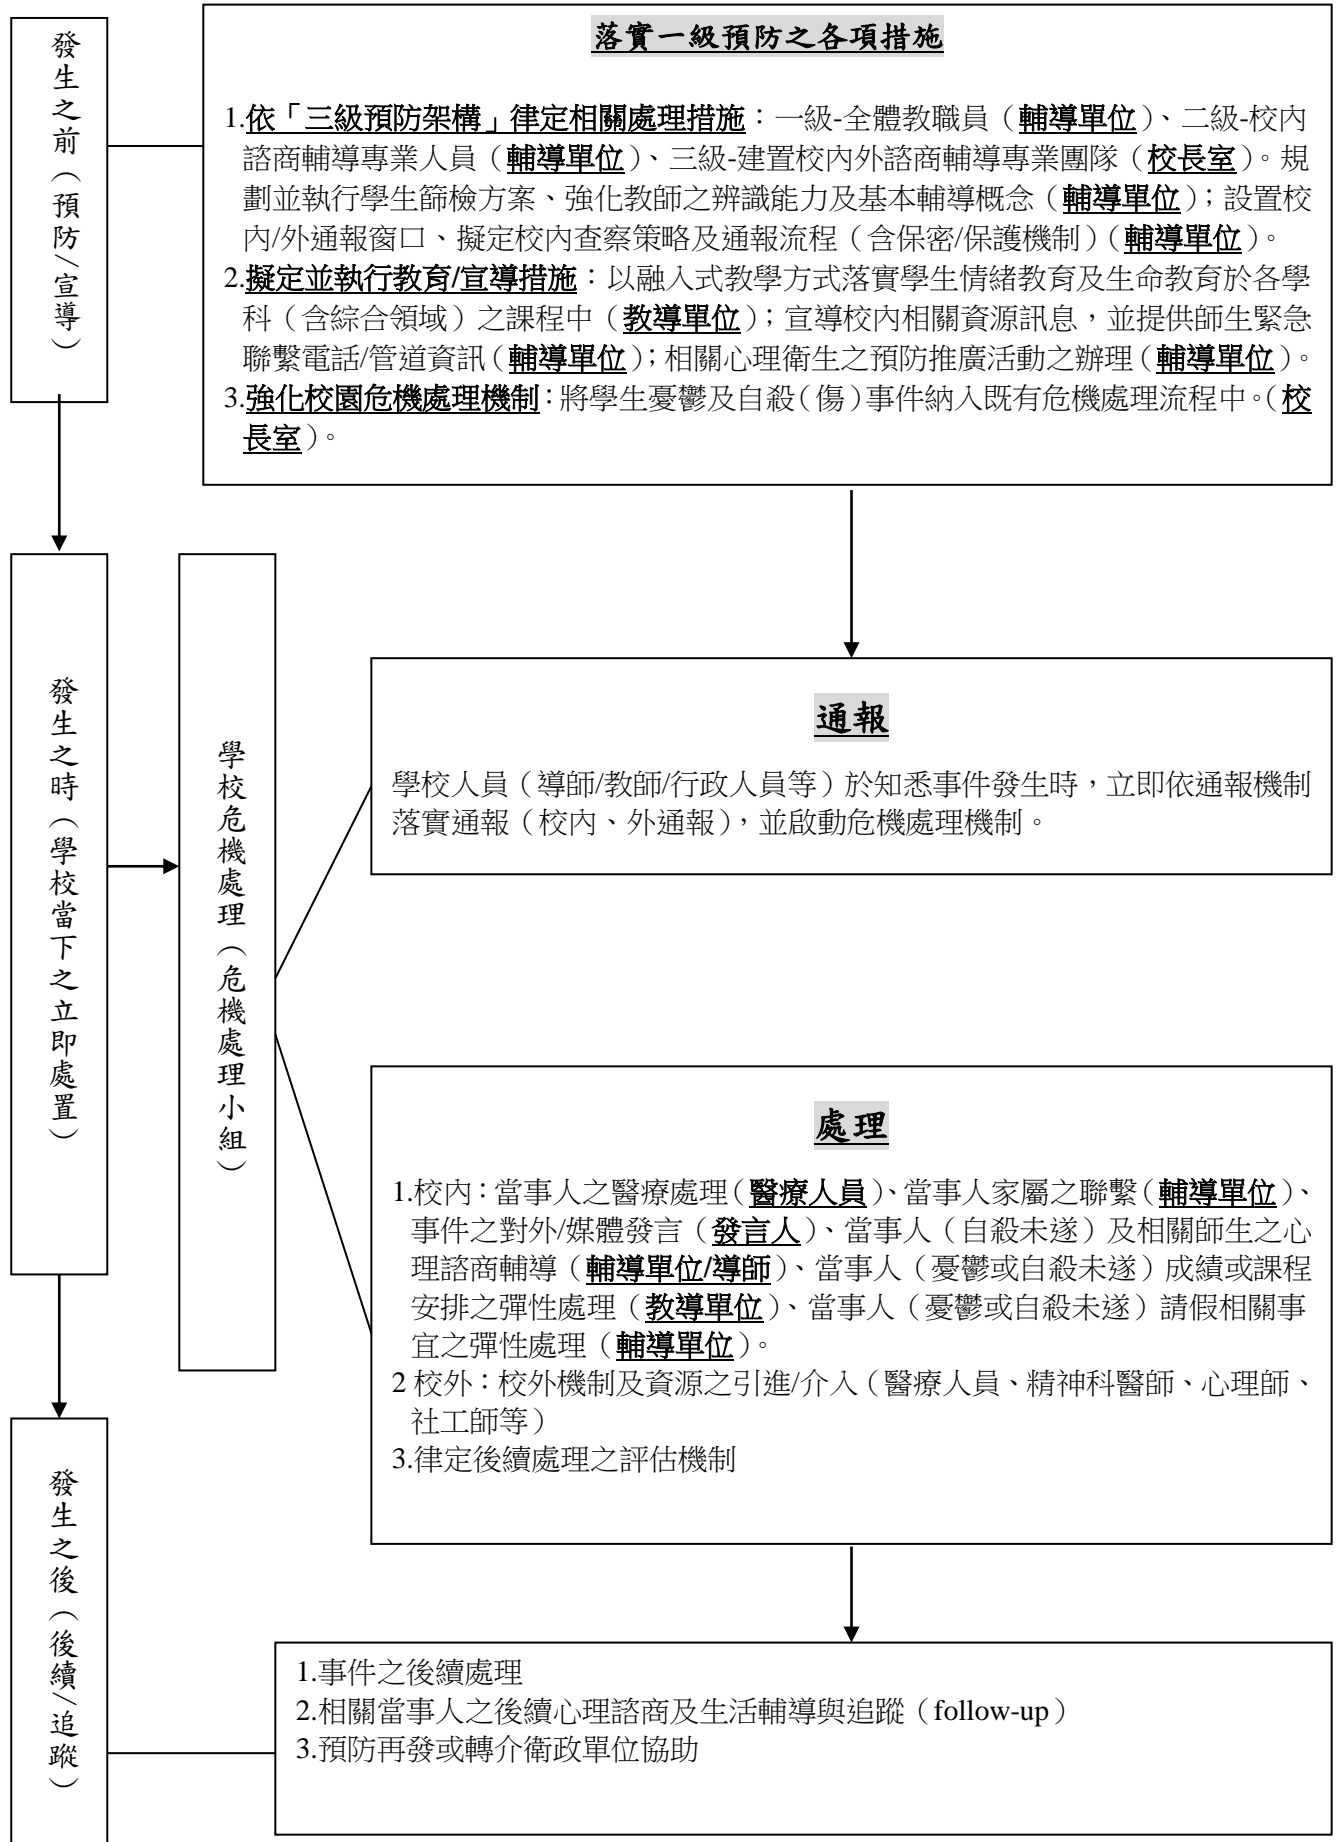 發生之前（預防/宣導）
落實一級預防之各項措施
1.依「三級預防架構」律定相關處理措施：一級-全體教職員（輔導單位）、二級-校內
諮商輔導專業人員（輔導單位）、三級-建置校內外諮商輔導專業團隊（校長室）。規
劃並執行學生篩檢方案、強化教師之辨識能力及基本輔導概念（輔導單位）；設置校
內/外通報窗口、擬定校內查察策略及通報流程（含保密/保護機制）（輔導單位）。
2.擬定並執行教育/宣導措施：以融入式教學方式落實學生情緒教育及生命教育於各學
科（含綜合領域）之課程中（教導單位）；宣導校內相關資源訊息，並提供師生緊急
聯繫電話/管道資訊（輔導單位）；相關心理衛生之預防推廣活動之辦理（輔導單位）。
3.強化校園危機處理機制：將學生憂鬱及自殺（傷）事件納入既有危機處理流程中。（校
長室）。
發生之時（學校當下之立即處置）
學校危機處理（危機處理小組）
通報
學校人員（導師/教師/行政人員等）於知悉事件發生時，立即依通報機制
落實通報（校內、外通報），並啟動危機處理機制。
處理
1.校內：當事人之醫療處理（醫療人員）、當事人家屬之聯繫（輔導單位）、
事件之對外/媒體發言（發言人）、當事人（自殺未遂）及相關師生之心
理諮商輔導（輔導單位/導師）、當事人（憂鬱或自殺未遂）成績或課程
安排之彈性處理（教導單位）、當事人（憂鬱或自殺未遂）請假相關事
宜之彈性處理（輔導單位）。
2 校外：校外機制及資源之引進/介入（醫療人員、精神科醫師、心理師、
社工師等）
3.律定後續處理之評估機制
發生之後（後續/追蹤）
1.事件之後續處理
2.相關當事人之後續心理諮商及生活輔導與追蹤（follow-up）
3.預防再發或轉介衛政單位協助